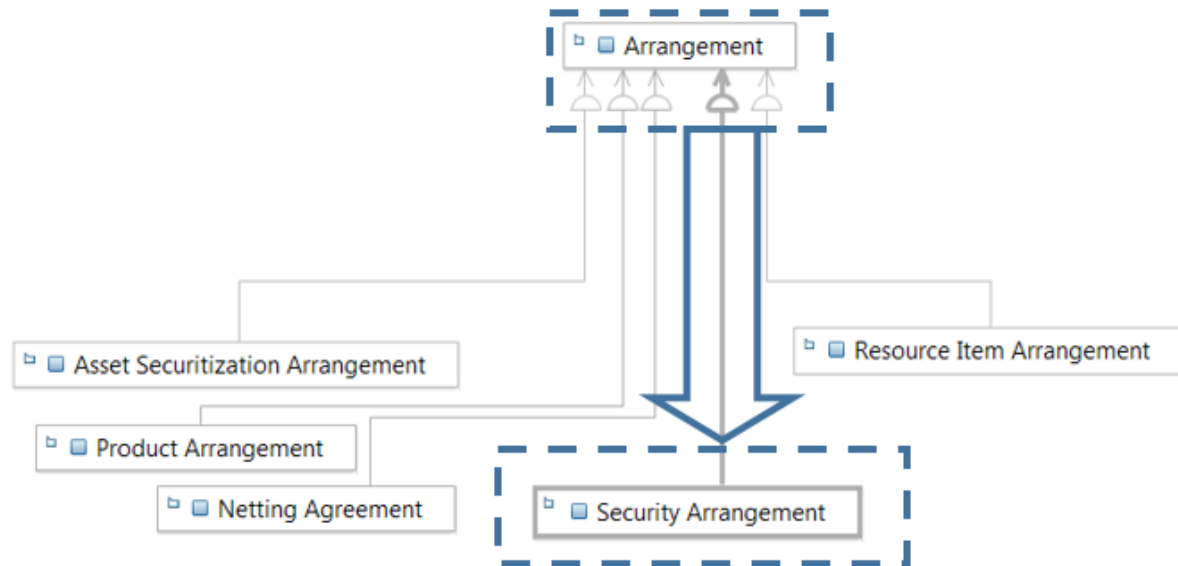 Arrangement
Asset Securitization Arrangement
Resource Item Arrangement
Product Arrangement
Netting Agreement
Security Arrangement